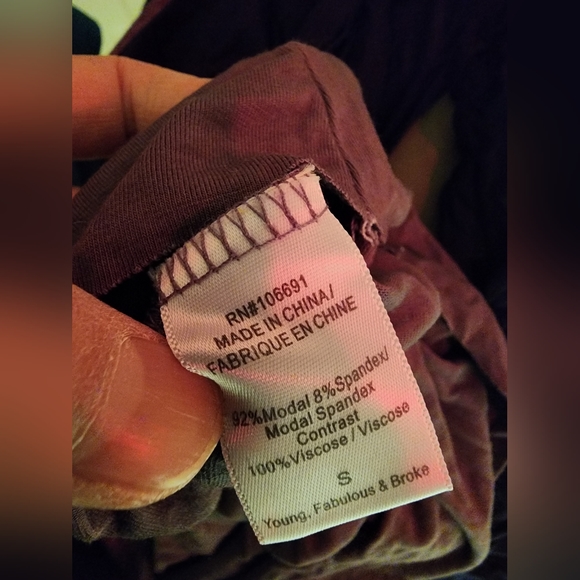 RN#106691
MADE IN CHINA/
FABRIQUE EN CHINE
92%Modal 8%Spandex/
Modal Spandex
Contrast
100%Viscose / Viscose
S
Young, Fabulous & Broke